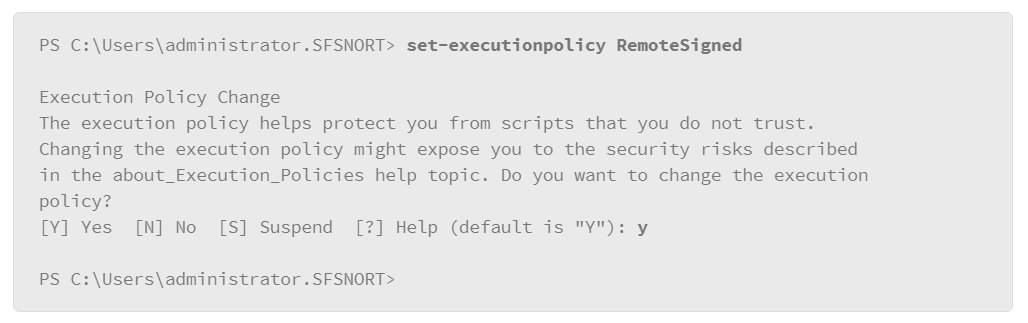 PS C:\Users\administrator.SFSNORT> set-executionpolicy RemoteSigned
Execution Policy Change
The execution policy helps protect you from scripts that you do not trust.
Changing the execution policy might expose you to the security risks described
in the about_Execution_Policies help topic. Do you want to change the execution
policy?
[Y] Yes  [N] No  [S] Suspend  [?] Help (default is "Y"): y
PS C:\Users\administrator.SFSNORT>